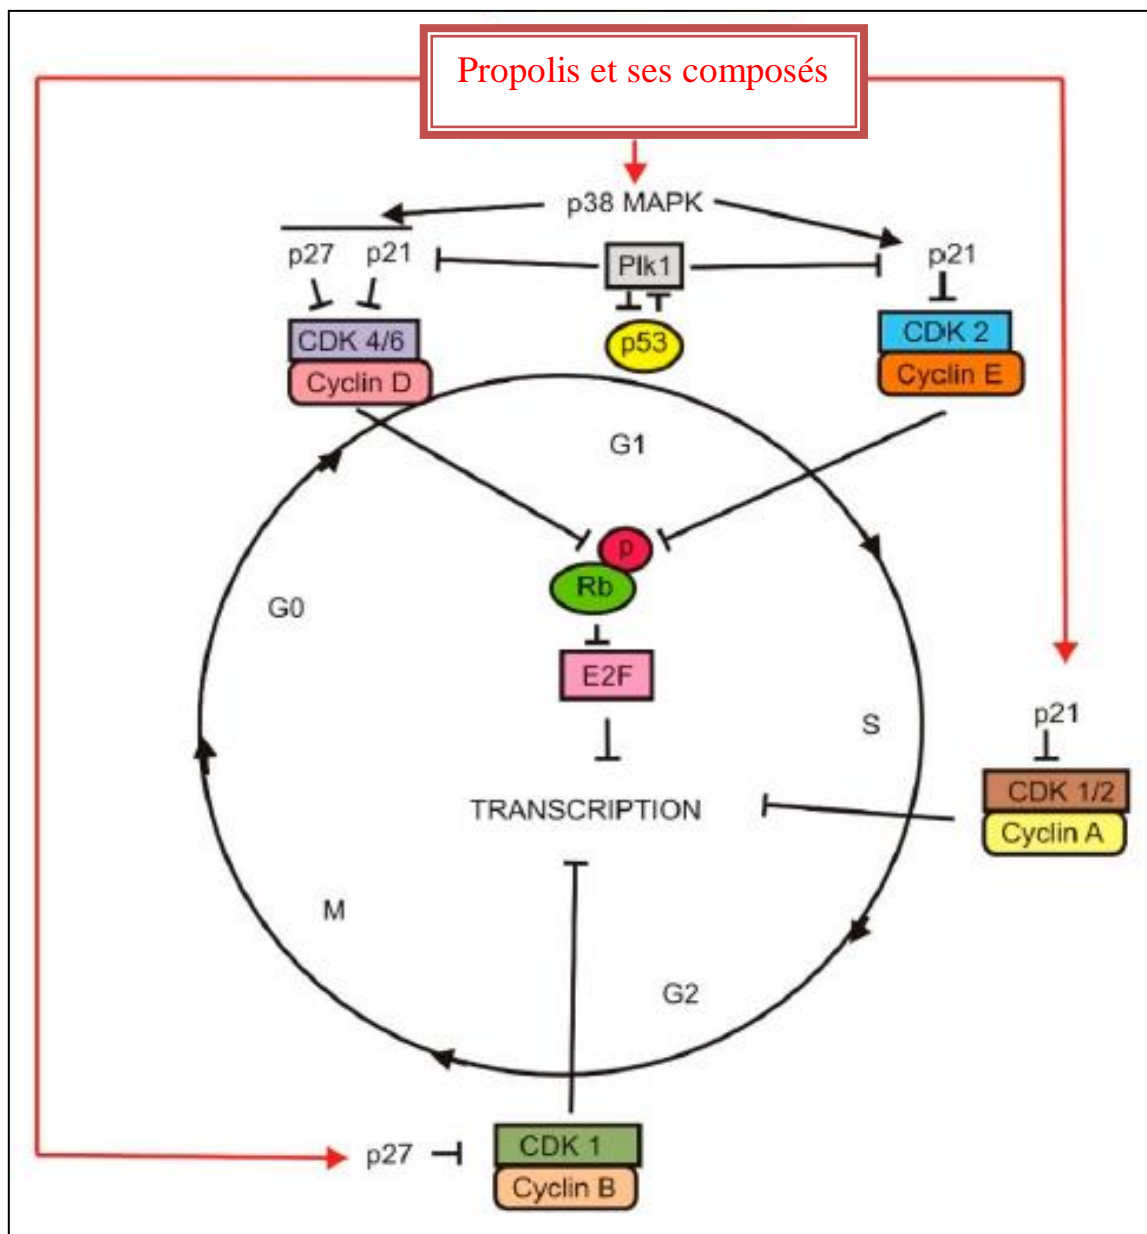 Propolis et ses composés
p38 MAPK
p27 p21
Plk1
p21
CDK 4/6
Cyclin D
p53
CDK 2
Cyclin E
G1
p
Rb
G0
E2F
S
p21
TRANSCRIPTION
CDK 1/2
Cyclin A
M
G2
p27
CDK 1
Cyclin B